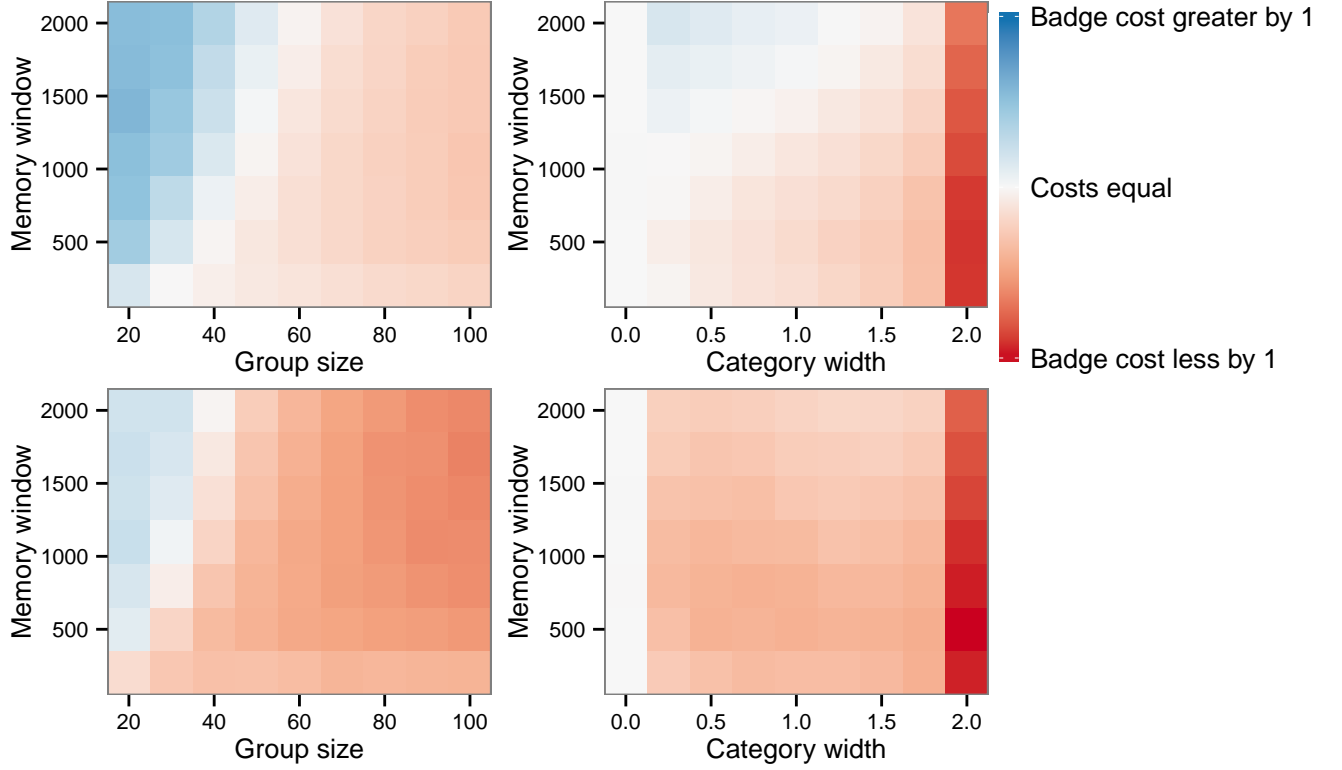 2000
1500
1000
500
Memory window
20 40 60 80 100
Group size
2000
1500
1000
500
Memory window
0.0 0.5 1.0 1.5 2.0
Category width
Badge cost greater by 1
Costs equal
Badge cost less by 1
2000
1500
1000
500
Memory window
20 40 60 80 100
Group size
2000
1500
1000
500
Memory window
0.0 0.5 1.0 1.5 2.0
Category width